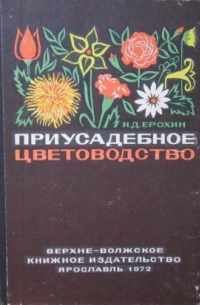 Н.Д.ЕРОХИН
ПРИУСАДЕБНОЕ
ЦВЕТОВОДСТВО
ВЕРХНЕ-ВОЛЖСКОЕ
КНИЖНОЕ ИЗДАТЕЛЬСТВО
ЯРОСЛАВЛЬ 1972